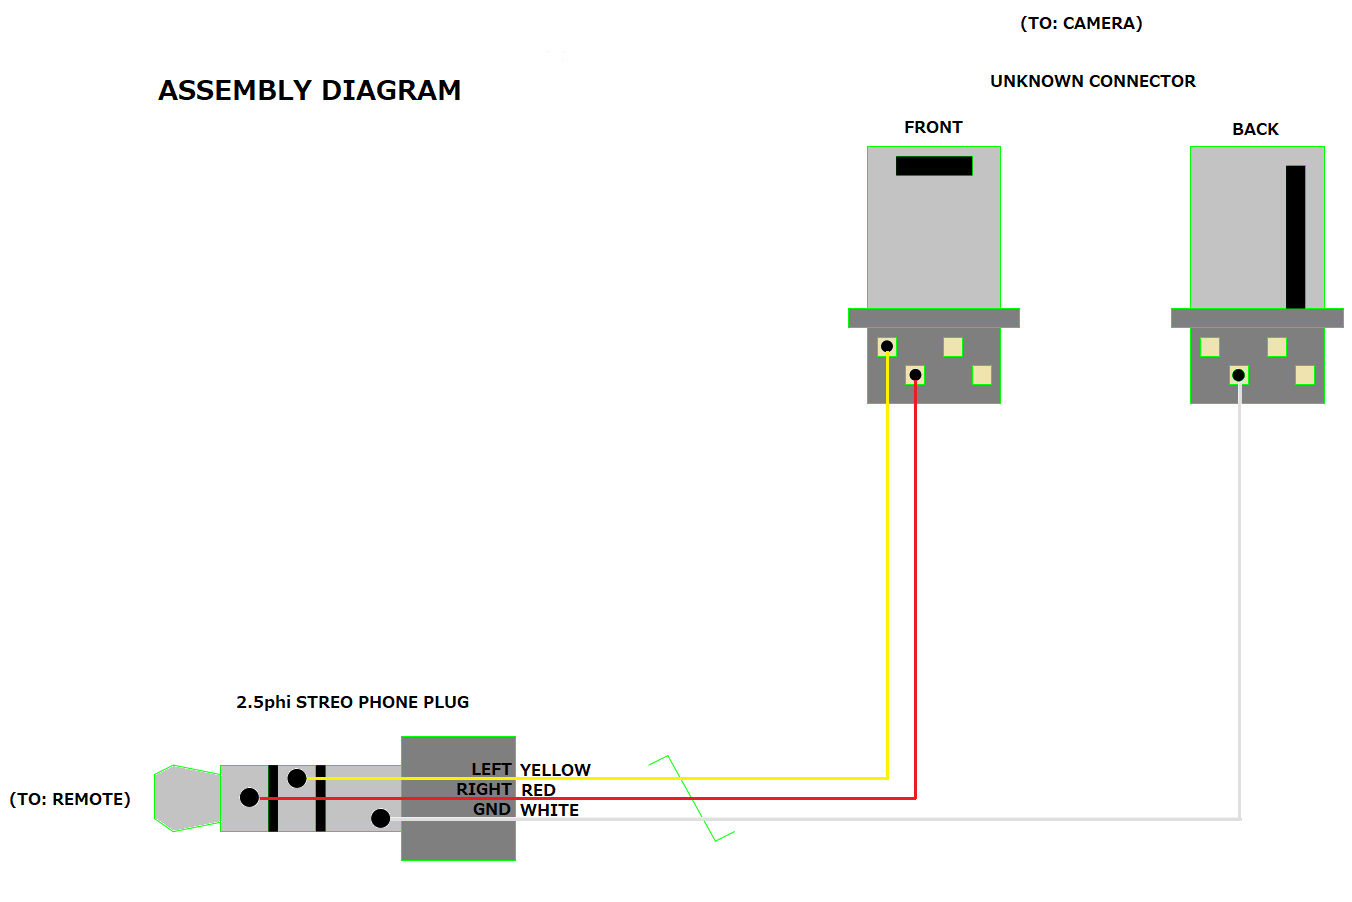 (TO: CAMERA)
UNKNOWN CONNECTOR
ASSEMBLY DIAGRAM
FRONT
BACK
2.5phi STREO PHONE PLUG
LEFT YELLOW
RIGHT RED
GND WHITE
(TO: REMOTE)